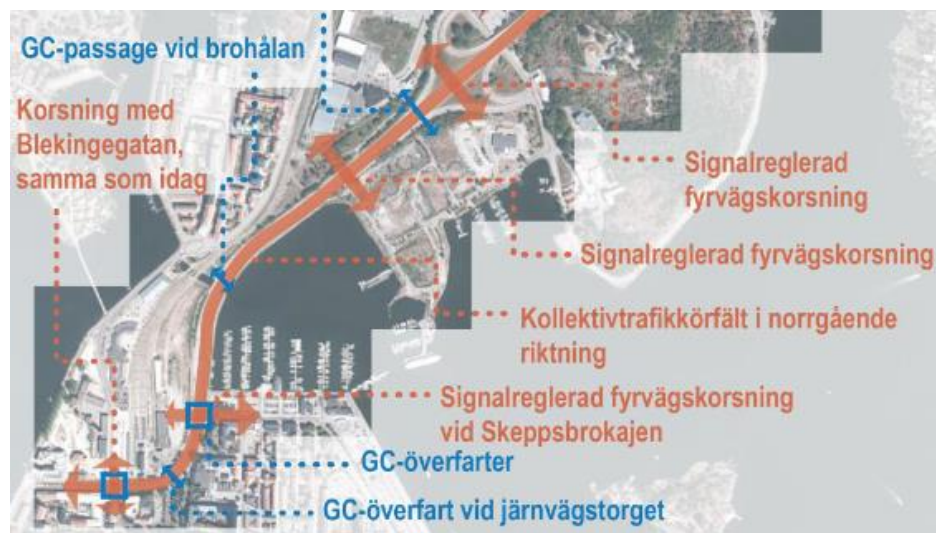 GC-passage vid brohålan
Korsning med
Blekingegatan,
samma som idag
Signalreglerad
fyrvägskorsning
Signalreglerad fyrvägskorsning
Kollektivtrafikkörfält i norrgående
riktning
Signalreglerad fyrvägskorsning
vid Skeppsbrokajen
GC-överfarter
GC-överfart vid järnvägstorget